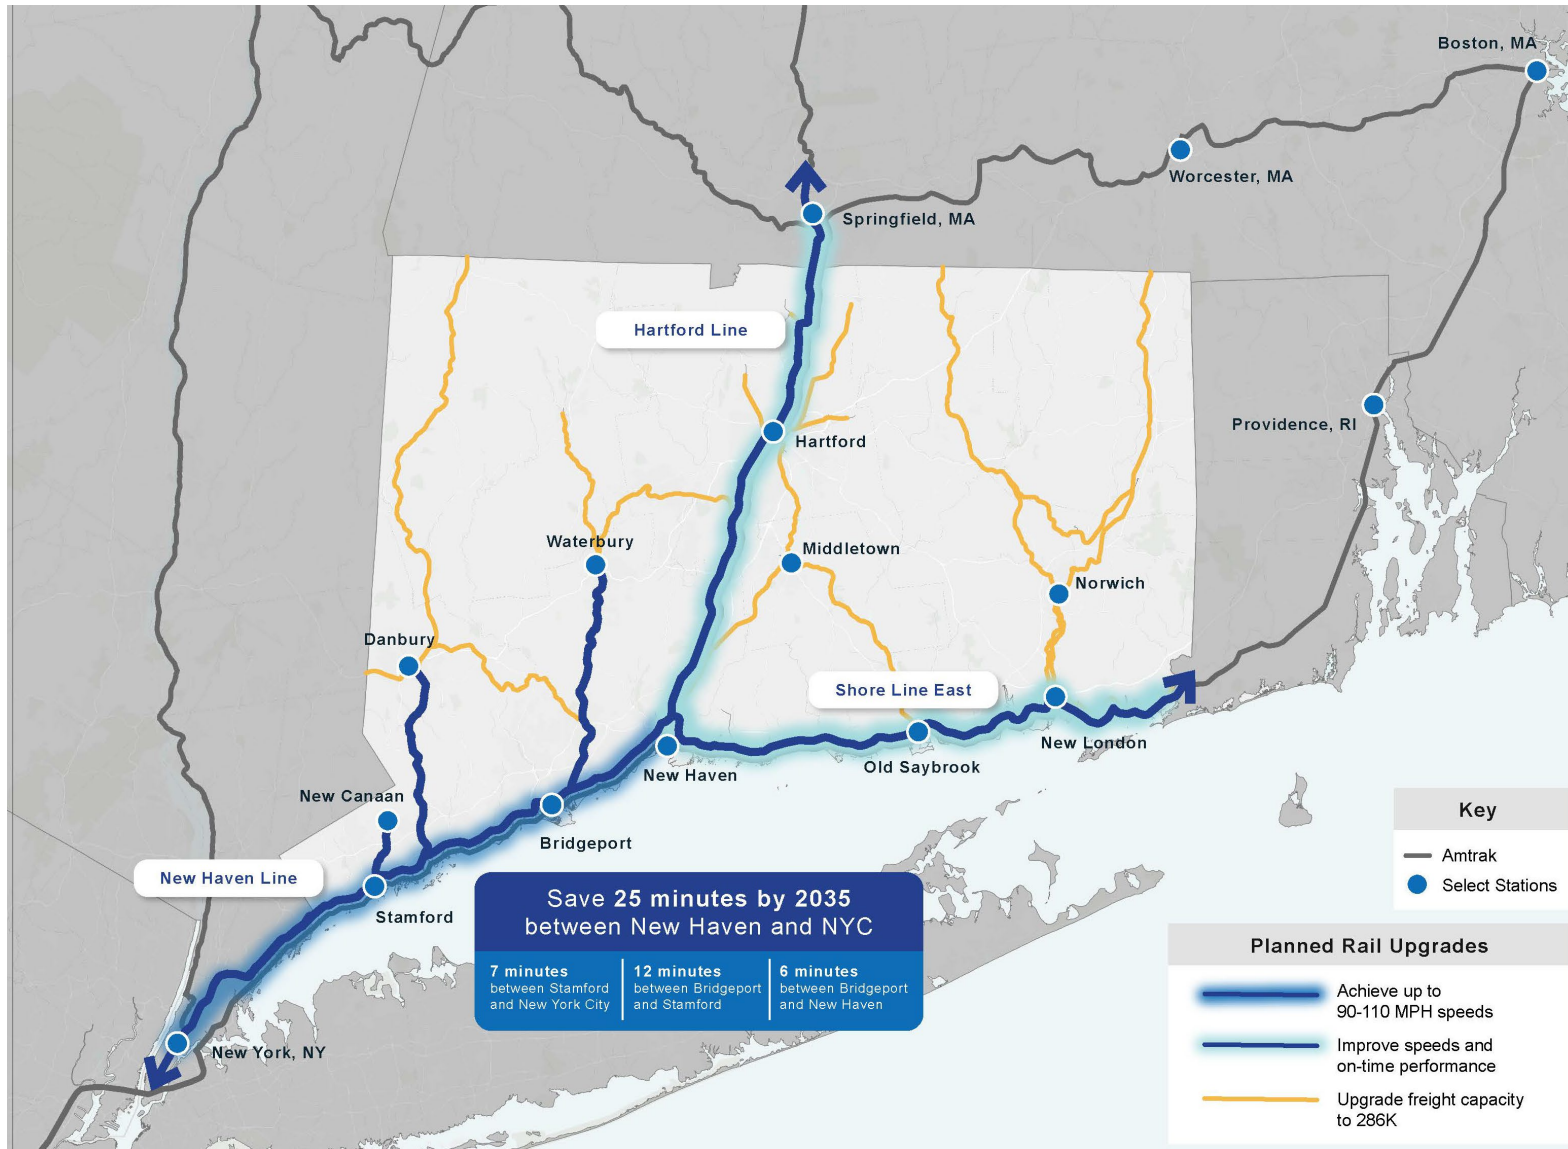 Boston, MA
Worcester, MA
Springfield, MA
Hartford Line
Providence, RI
Hartford
Waterbury
Middletown
Norwich
Danbury
Shore Line East
New London
New Haven
Old Saybrook
New Canaan
Bridgeport
New Haven Line
Stamford
New York, NY
Save 25 minutes by 2035
between New Haven and NYC
7 minutes
between Stamford
and New York City
12 minutes
between Bridgeport
and Stamford
6 minutes
between Bridgeport
and New Haven
Key
Amtrak
Select Stations
Planned Rail Upgrades
Achieve up to
90-110 MPH speeds
Improve speeds and
on-time performance
Upgrade freight capacity
to 286K